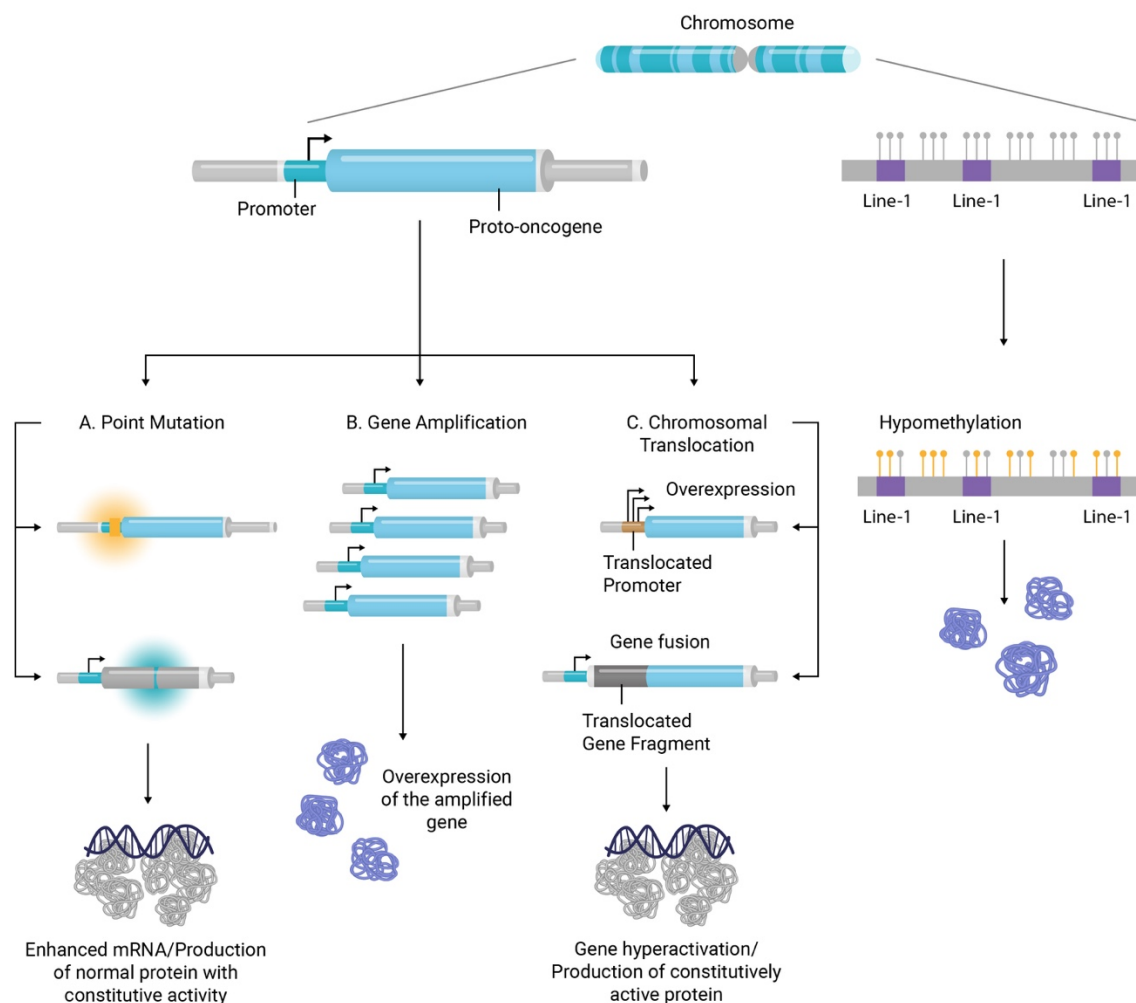 Chromosome
Promoter
Proto-oncogene
Line-1
Line-1
Line-1
A. Point Mutation
B. Gene Amplification
C. Chromosomal
Translocation
Hypomethylation
Overexpression
Translocated
Promoter
Line-1
Line-1
Line-1
Gene fusion
Translocated
Gene Fragment
Overexpression
of the amplified
gene
Enhanced mRNA/Production
of normal protein with
constitutive activity
Gene hyperactivation/
Production of constitutively
active protein